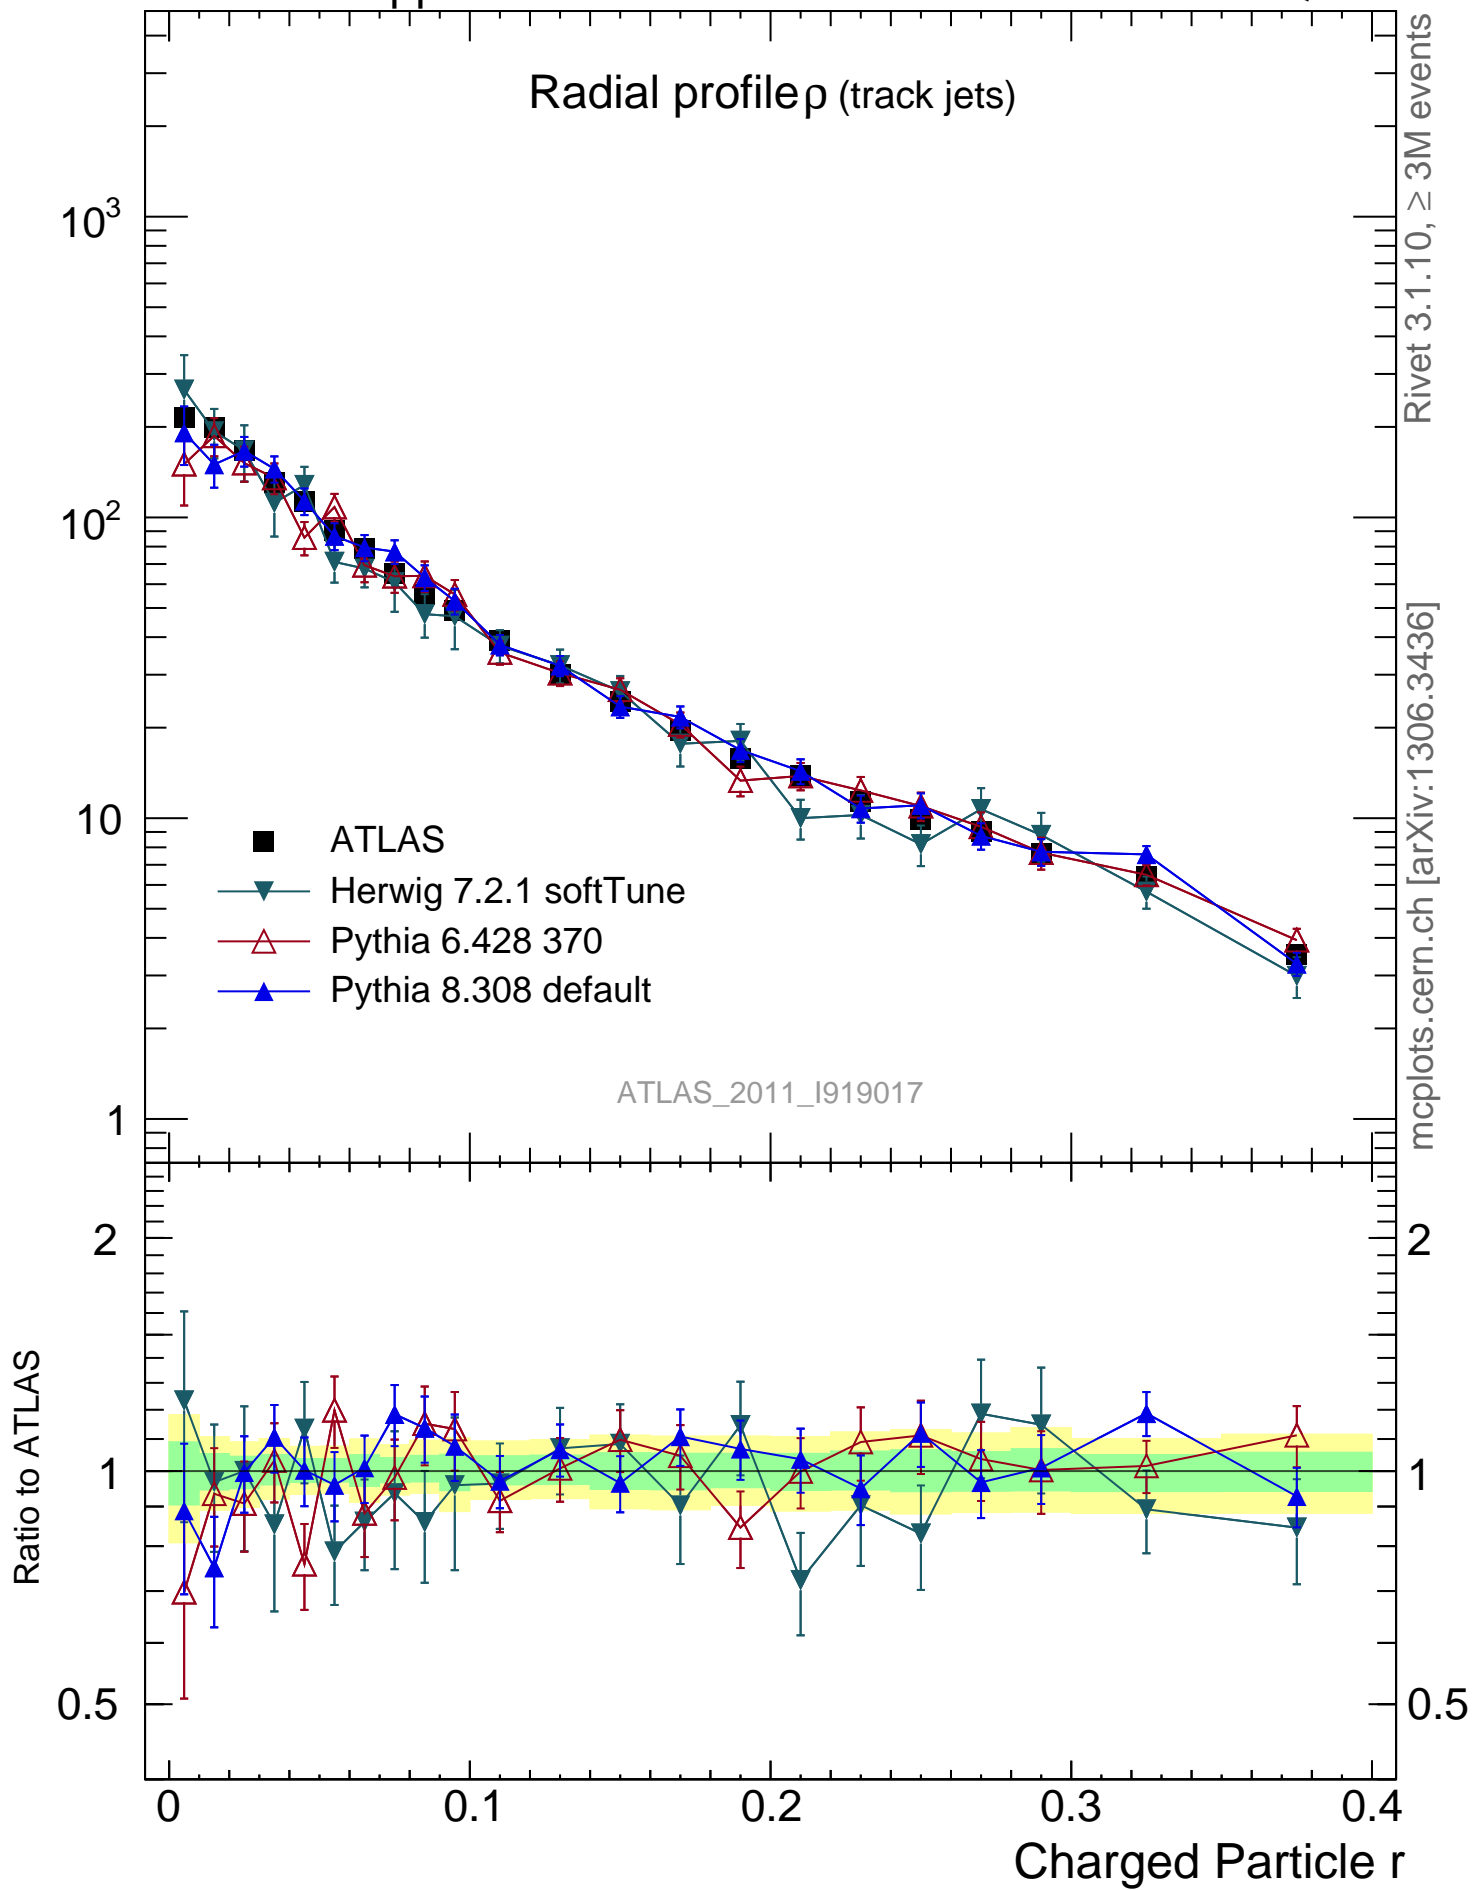 Radial profile ρ (track jets)
10³
10²
10
1
ATLAS
Herwig 7.2.1 softTune
Pythia 6.428 370
Pythia 8.308 default
ATLAS_2011_I919017
Rivet 3.1.10, ≥ 3M events
mcplots.cern.ch [arXiv:1306.3436]
Ratio to ATLAS
2
1
0.5
2
1
0.5
0 0.1 0.2 0.3 0.4
Charged Particle r